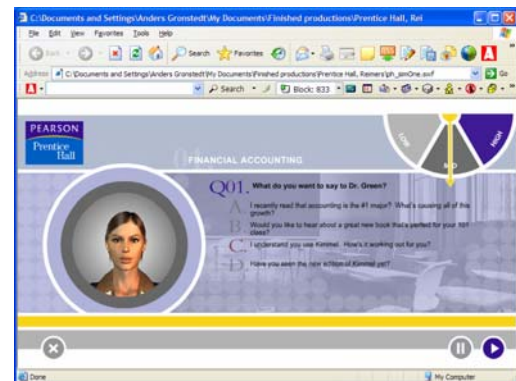 C:\Documents and Settings\Anders Gronstedt\My Documents\Finished productions\Prentice Hall, Rei
File Edit View Favorites Tools Help
Back Search Favorites
Address C:\Documents and Settings\Anders Gronstedt\My Documents\Finished productions\Prentice Hall, Reimers\ph_simOne.swf Go
Search Block: 833
PEARSON
Prentice
Hall
LOW
MID
HIGH
FINANCIAL ACCOUNTING
Q01. What do you want to say to Dr. Green?
A I recently read that accounting is the #1 major? What's causing all of this
growth?
B Would you like to hear about a great new book that's perfect for your 101
class?
C. I understand you use Kimmel. How's it working out for you?
D. Have you seen the new edition of Kimmel yet?
Done
My Computer